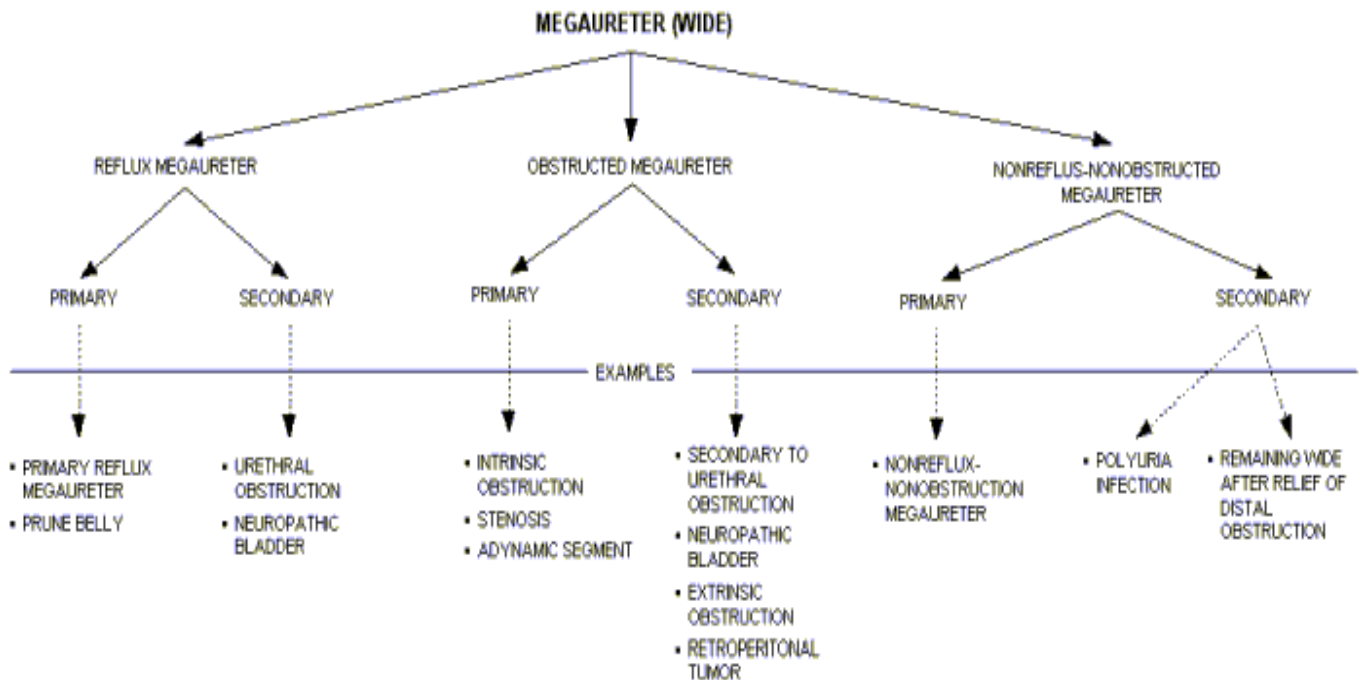 MEGAURETER (WIDE)
REFLUX MEGAURETER
OBSTRUCTED MEGAURETER
NONREFLUS-NONOBSTRUCTED
MEGAURETER
PRIMARY
SECONDARY
PRIMARY
SECONDARY
PRIMARY
SECONDARY
EXAMPLES
▪ PRIMARY REFLUX
MEGAURETER
▪ PRUNE BELLY
▪ URETHRAL
OBSTRUCTION
▪ NEUROPATHIC
BLADDER
▪ INTRINSIC
OBSTRUCTION
▪ STENOSIS
▪ ADYNAMIC SEGMENT
▪ SECONDARY TO
URETHRAL
OBSTRUCTION
▪ NEUROPATHIC
BLADDER
▪ EXTRINSIC
OBSTRUCTION
▪ RETROPERITONAL
TUMOR
▪ NONREFLUX-
NONOBSTRUCTION
MEGAURETER
▪ POLYURIA
INFECTION
▪ REMAINING WIDE
AFTER RELIEF OF
DISTAL
OBSTRUCTION